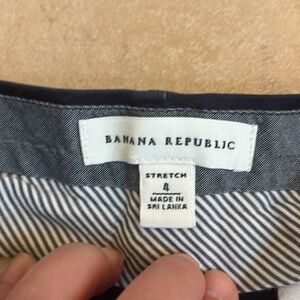 BANANA REPUBLIC
STRETCH
4
MADE IN
SRI LANKA